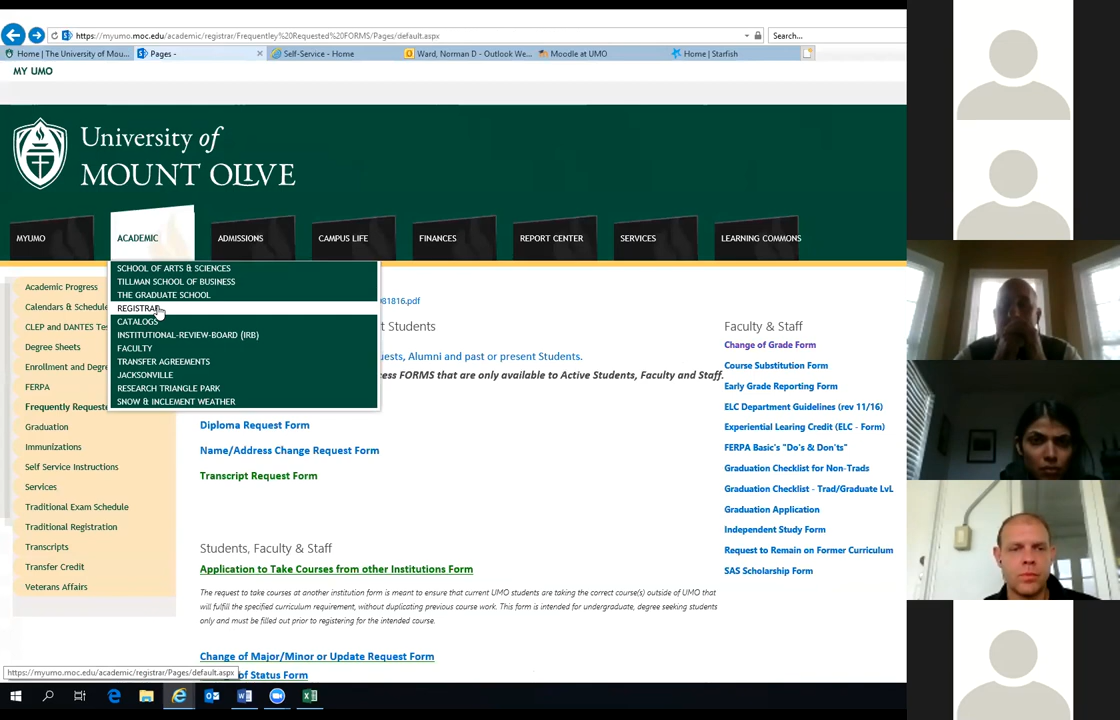 https://myumo.moc.edu/academic/registrar/Frequentley%20Requested%20FORMS/Pages/default.aspx
Search...
Home | The University of Mou...
Pages -
Self-Service - Home
Ward, Norman D - Outlook We...
Moodle at UMO
Home | Starfish
MY UMO
University of
MOUNT OLIVE
MYUMO
ACADEMIC
ADMISSIONS
CAMPUS LIFE
FINANCES
REPORT CENTER
SERVICES
LEARNING COMMONS
SCHOOL OF ARTS & SCIENCES
TILLMAN SCHOOL OF BUSINESS
THE GRADUATE SCHOOL
REGISTRAR
CATALOGS
INSTITUTIONAL-REVIEW-BOARD (IRB)
FACULTY
TRANSFER AGREEMENTS
JACKSONVILLE
RESEARCH TRIANGLE PARK
SNOW & INCLEMENT WEATHER
Academic Progress
Calendars & Schedule
CLEP and DANTES Tes
Degree Sheets
Enrollment and Degre
FERPA
Frequently Requeste
Graduation
Immunizations
Self Service Instructions
Services
Traditional Exam Schedule
Traditional Registration
Transcripts
Transfer Credit
Veterans Affairs
81816.pdf
t Students
uests, Alumni and past or present Students.
cess FORMS that are only available to Active Students, Faculty and Staff.
Diploma Request Form
Name/Address Change Request Form
Transcript Request Form
Students, Faculty & Staff
Application to Take Courses from other Institutions Form
The request to take courses at another institution form is meant to ensure that current UMO students are taking the correct course(s) outside of UMO that
will fulfill the specified curriculum requirement, without duplicating previous course work. This form is intended for undergraduate, degree seeking students
only and must be filled out prior to registering for the intended course.
Change of Major/Minor or Update Request Form
of Status Form
Faculty & Staff
Change of Grade Form
Course Substitution Form
Early Grade Reporting Form
ELC Department Guidelines (rev 11/16)
Experiential Learing Credit (ELC - Form)
FERPA Basic's "Do's & Don'ts"
Graduation Checklist for Non-Trads
Graduation Checklist - Trad/Graduate LvL
Graduation Application
Independent Study Form
Request to Remain on Former Curriculum
SAS Scholarship Form
https://myumo.moc.edu/academic/registrar/Pages/default.aspx